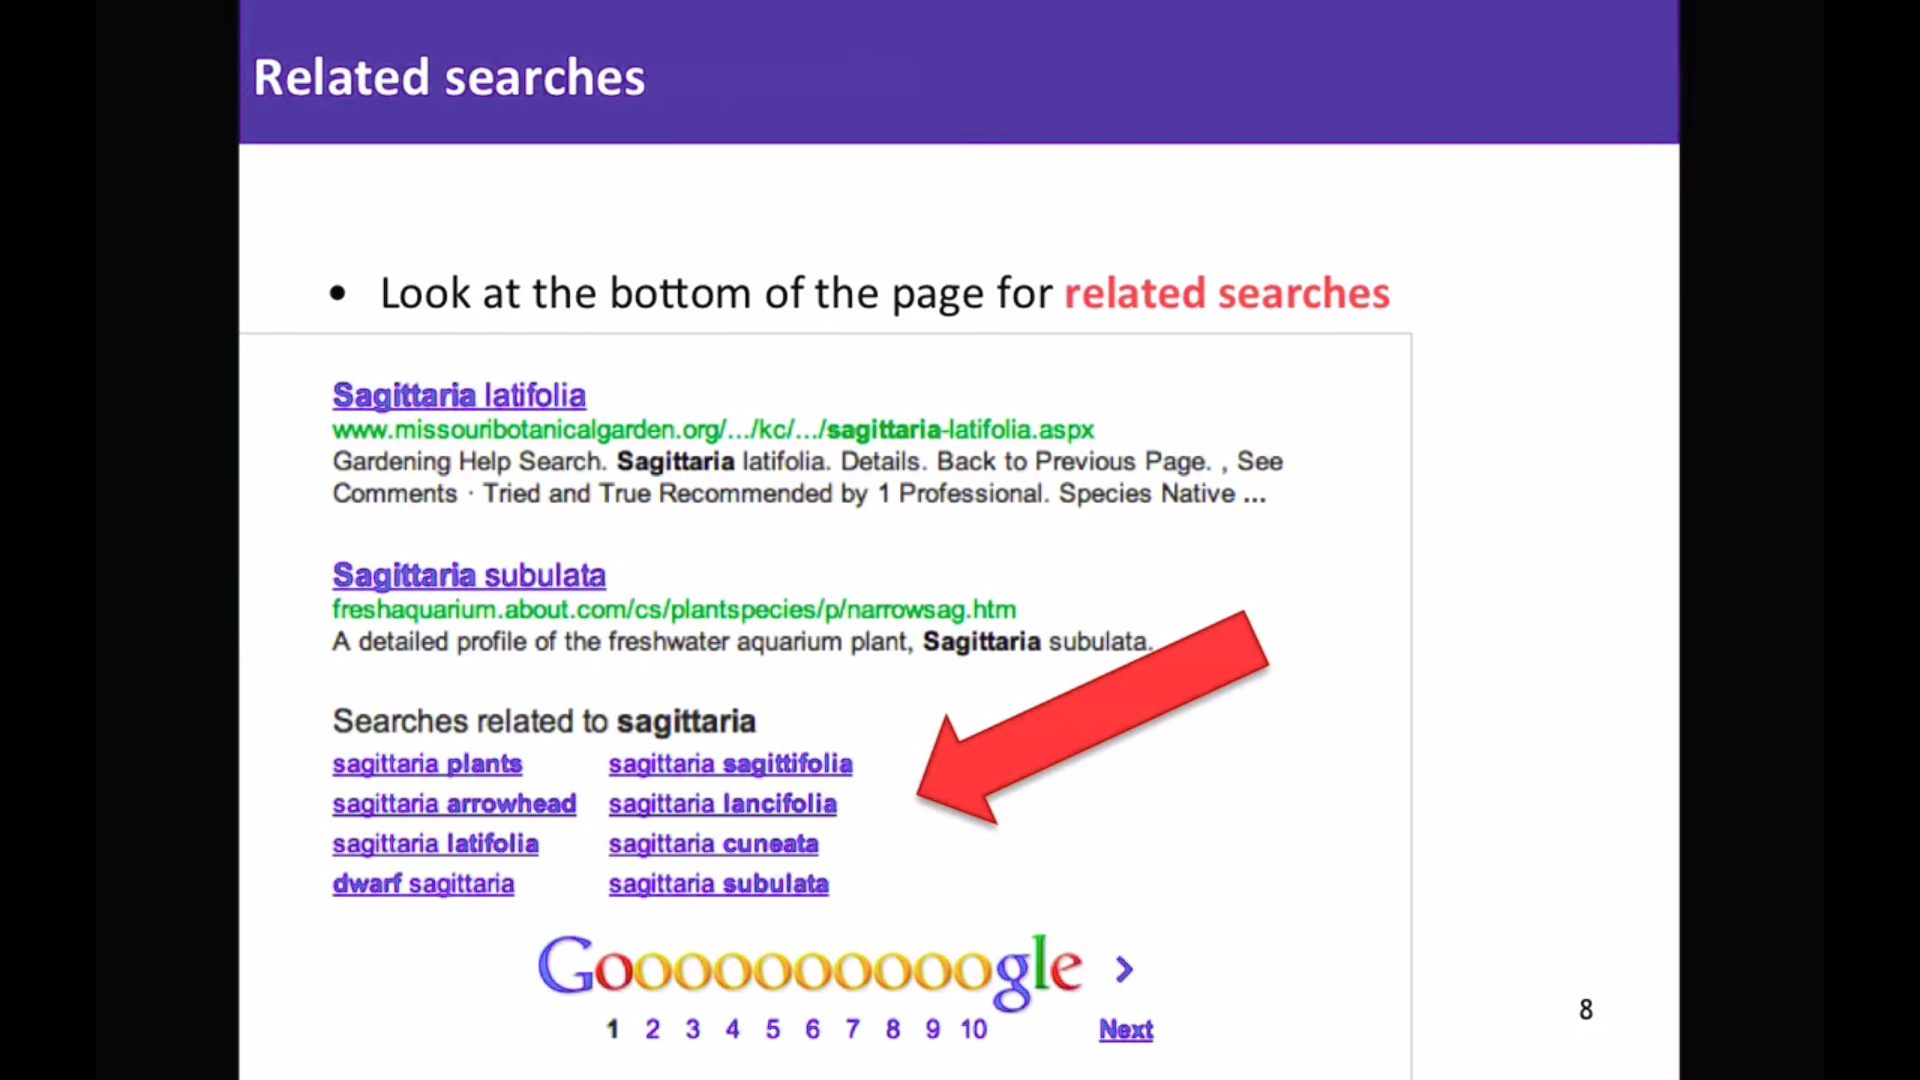 Related searches
• Look at the bottom of the page for related searches
Sagittaria latifolia
www.missouribotanicalgarden.org/.../kc/.../sagittaria-latifolia.aspx
Gardening Help Search. Sagittaria latifolia. Details. Back to Previous Page. , See
Comments · Tried and True Recommended by 1 Professional. Species Native ...
Sagittaria subulata
freshaquarium.about.com/cs/plantspecies/p/narrowsag.htm
A detailed profile of the freshwater aquarium plant, Sagittaria subulata.
Searches related to sagittaria
sagittaria plants sagittaria sagittifolia
sagittaria arrowhead sagittaria lancifolia
sagittaria latifolia sagittaria cuneata
dwarf sagittaria sagittaria subulata
Goooooooooogle >
1 2 3 4 5 6 7 8 9 10 Next
8